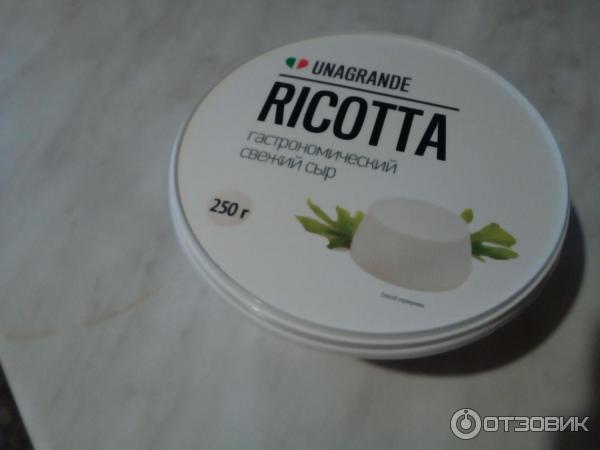 UNAGRANDE
RICOTTA
гастрономический
свежий сыр
250 г
ОТЗОВИК